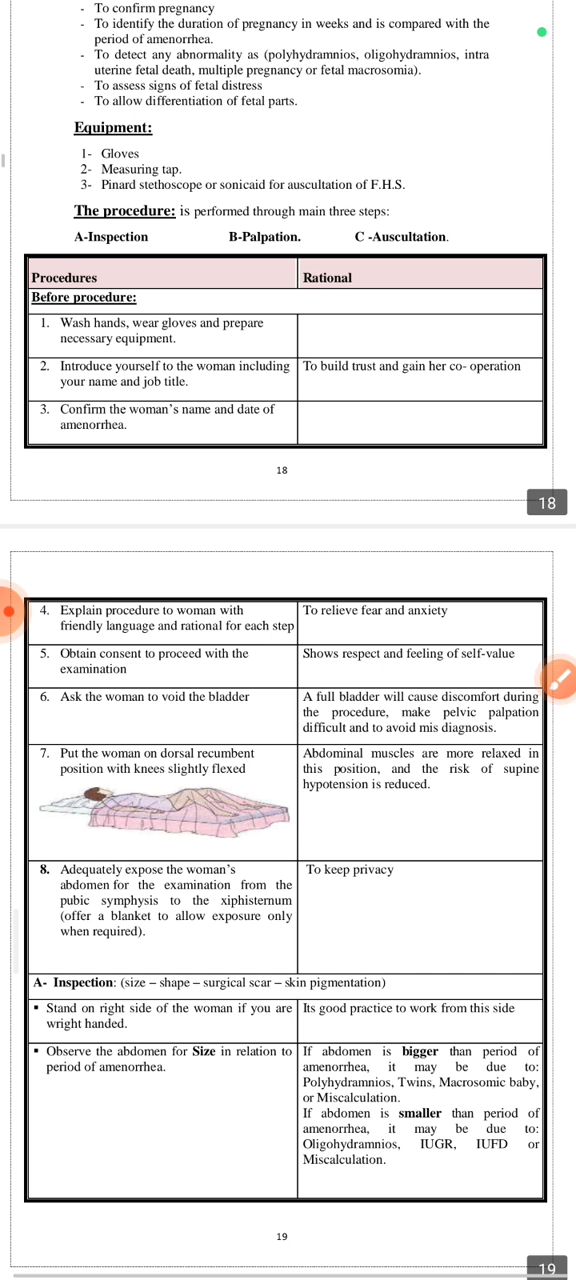 - To confirm pregnancy
- To identify the duration of pregnancy in weeks and is compared with the
period of amenorrhea.
- To detect any abnormality as (polyhydramnios, oligohydramnios, intra
uterine fetal death, multiple pregnancy or fetal macrosomia).
- To assess signs of fetal distress
- To allow differentiation of fetal parts.
Equipment:
1- Gloves
2- Measuring tap.
3- Pinard stethoscope or sonicaid for auscultation of F.H.S.
The procedure: is performed through main three steps:
A-Inspection B-Palpation. C -Auscultation.
Procedures Rational
Before procedure:
1. Wash hands, wear gloves and prepare
necessary equipment.
2. Introduce yourself to the woman including To build trust and gain her co- operation
your name and job title.
3. Confirm the woman's name and date of
amenorrhea.
18
18
4. Explain procedure to woman with To relieve fear and anxiety
friendly language and rational for each step
5. Obtain consent to proceed with the Shows respect and feeling of self-value
examination
6. Ask the woman to void the bladder A full bladder will cause discomfort during
the procedure, make pelvic palpation
difficult and to avoid mis diagnosis.
7. Put the woman on dorsal recumbent Abdominal muscles are more relaxed in
position with knees slightly flexed this position, and the risk of supine
hypotension is reduced.
8. Adequately expose the woman's To keep privacy
abdomen for the examination from the
pubic symphysis to the xiphisternum
(offer a blanket to allow exposure only
when required).
A- Inspection: (size – shape – surgical scar – skin pigmentation)
▪ Stand on right side of the woman if you are Its good practice to work from this side
wright handed.
▪ Observe the abdomen for Size in relation to If abdomen is bigger than period of
period of amenorrhea. amenorrhea, it may be due to:
Polyhydramnios, Twins, Macrosomic baby,
or Miscalculation.
If abdomen is smaller than period of
amenorrhea, it may be due to:
Oligohydramnios, IUGR, IUFD or
Miscalculation.
19
19